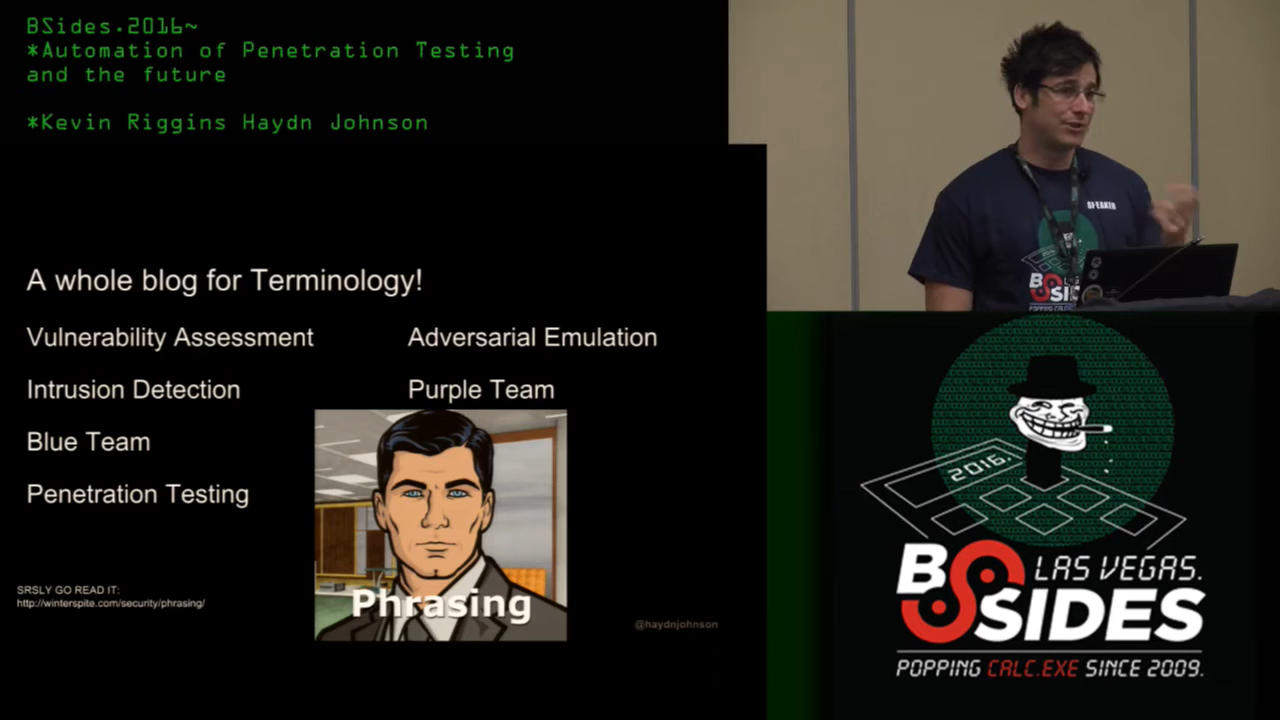 BSides.2016~
*Automation of Penetration Testing
and the future
*Kevin Riggins Haydn Johnson
A whole blog for Terminology!
Vulnerability Assessment
Adversarial Emulation
Intrusion Detection
Purple Team
Blue Team
Penetration Testing
Phrasing
SRSLY GO READ IT:
http://winterspite.com/security/phrasing/
@haydnjohnson
SPEAKER
2016.
BSIDES LAS VEGAS.
POPPING CALC.EXE SINCE 2009.